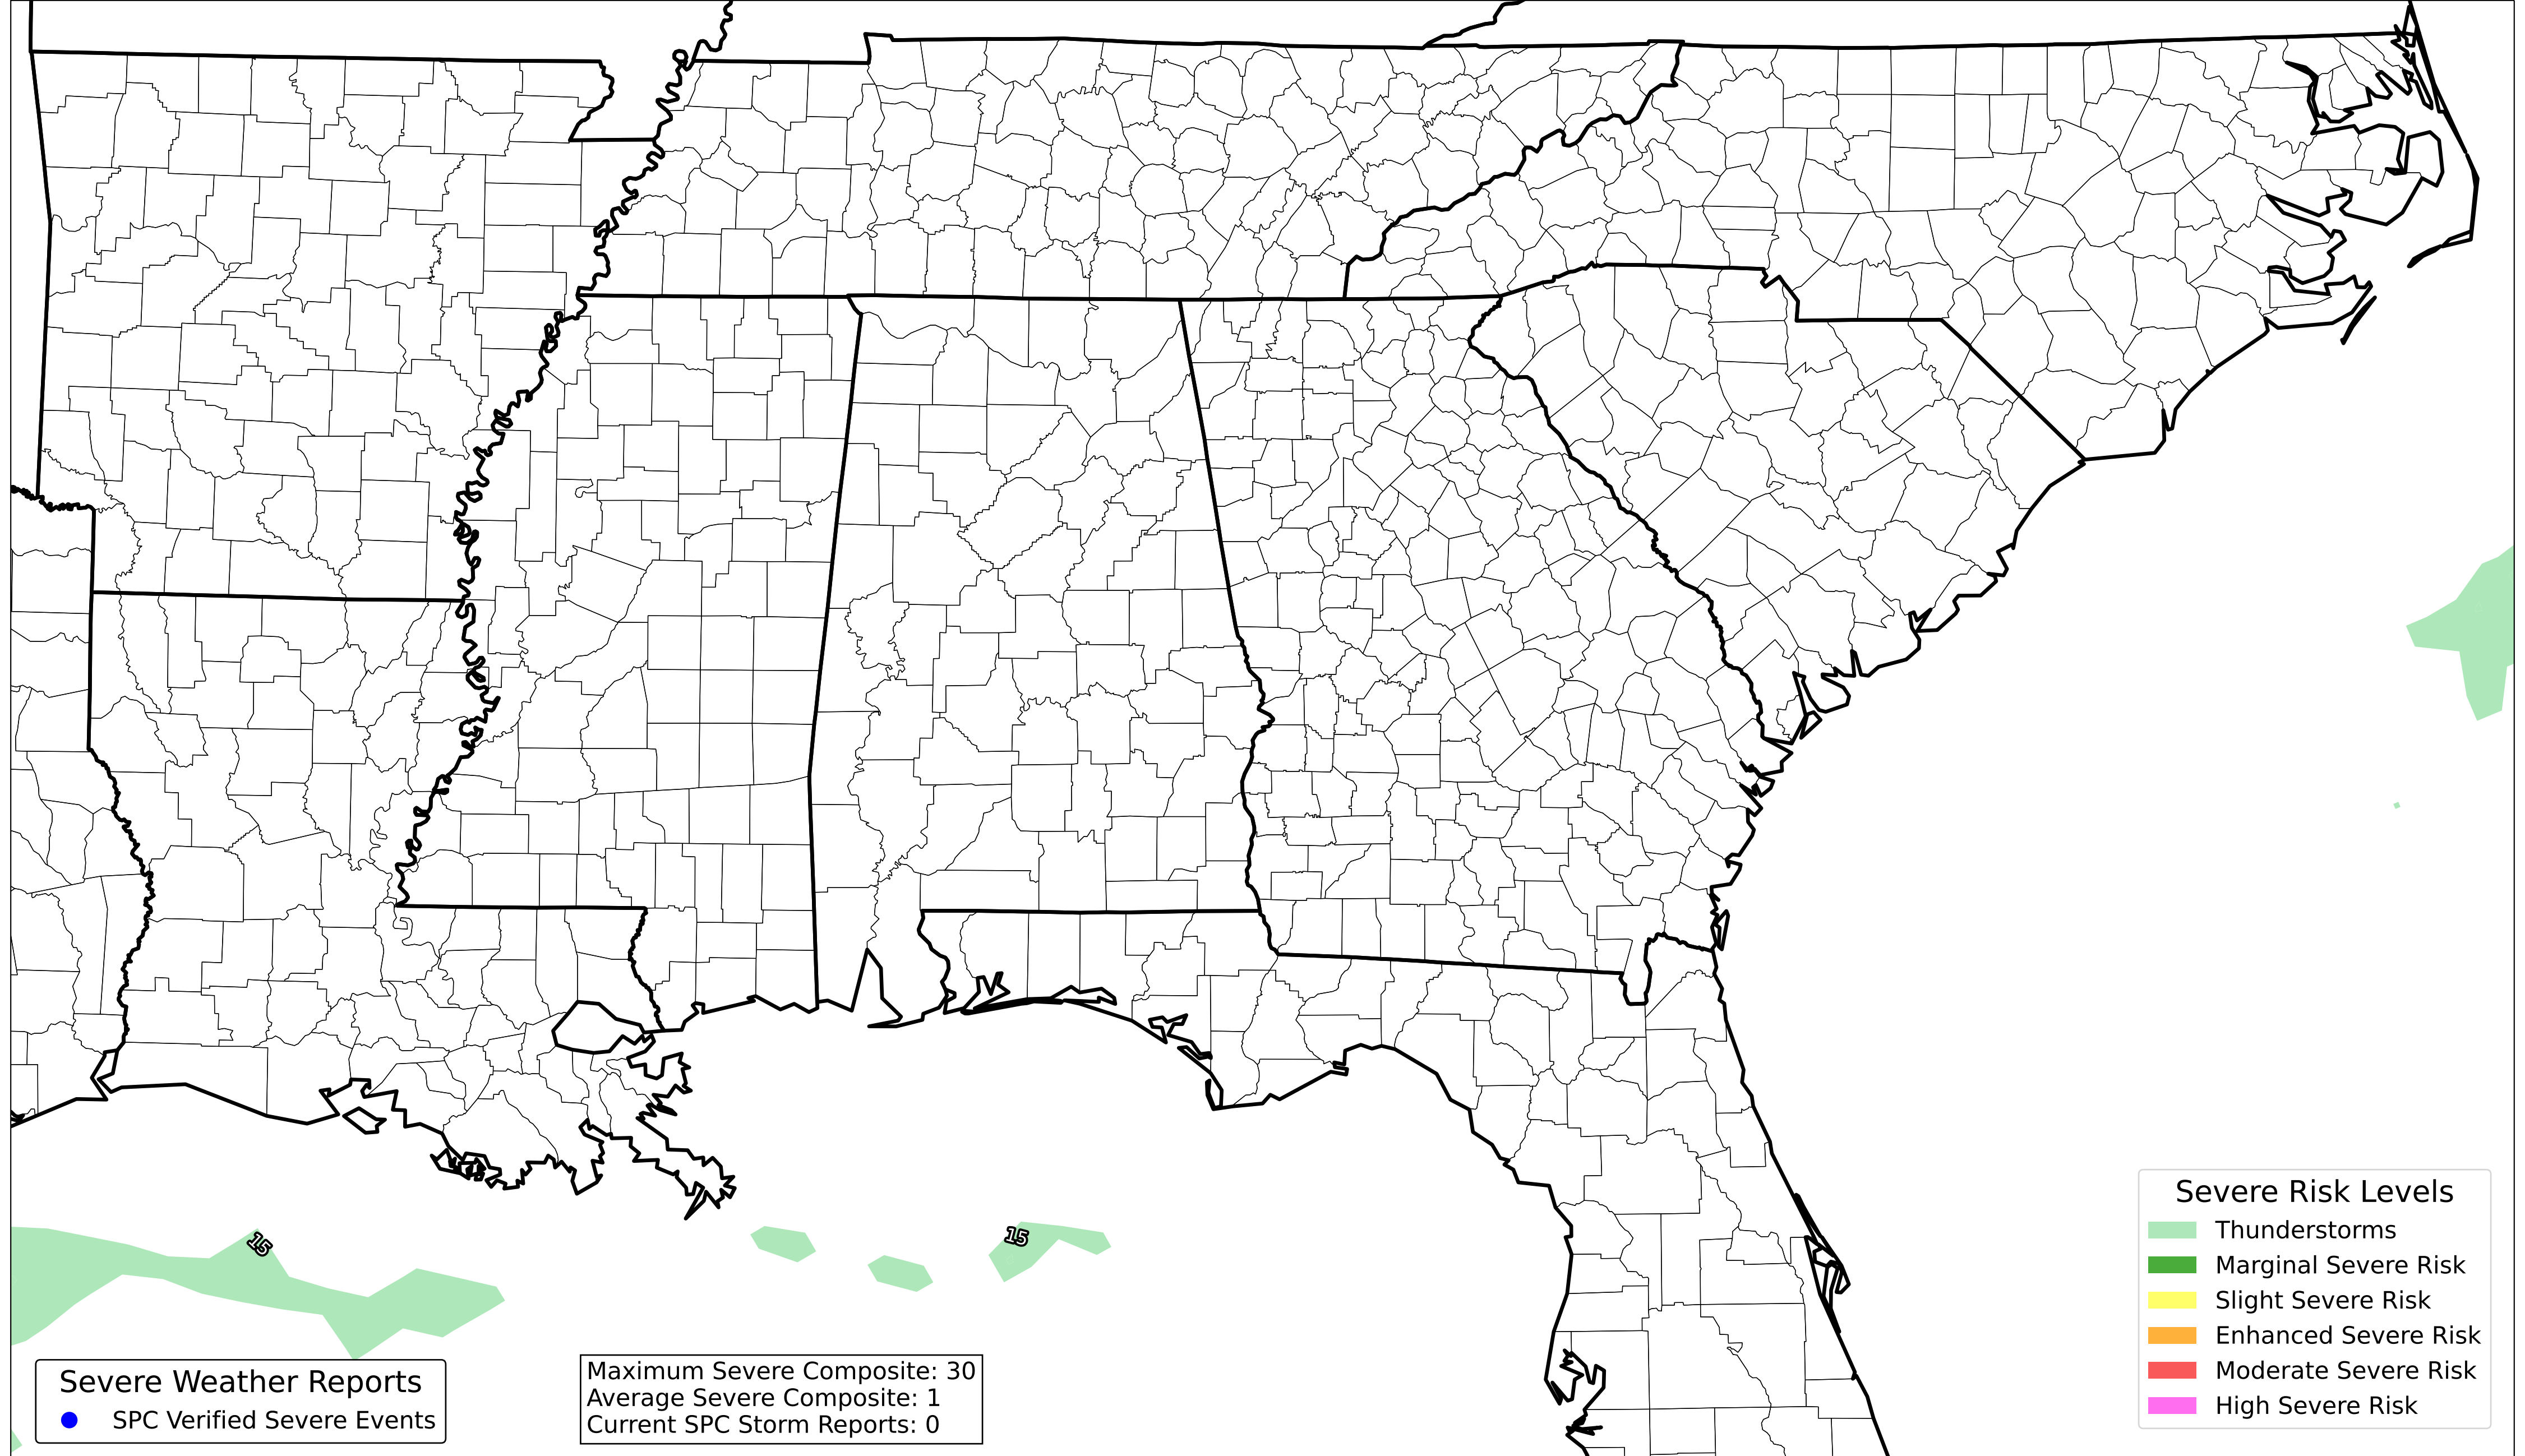 15
15
Severe Risk Levels
Thunderstorms
Marginal Severe Risk
Slight Severe Risk
Enhanced Severe Risk
Moderate Severe Risk
High Severe Risk
Severe Weather Reports
SPC Verified Severe Events
Maximum Severe Composite: 30
Average Severe Composite: 1
Current SPC Storm Reports: 0